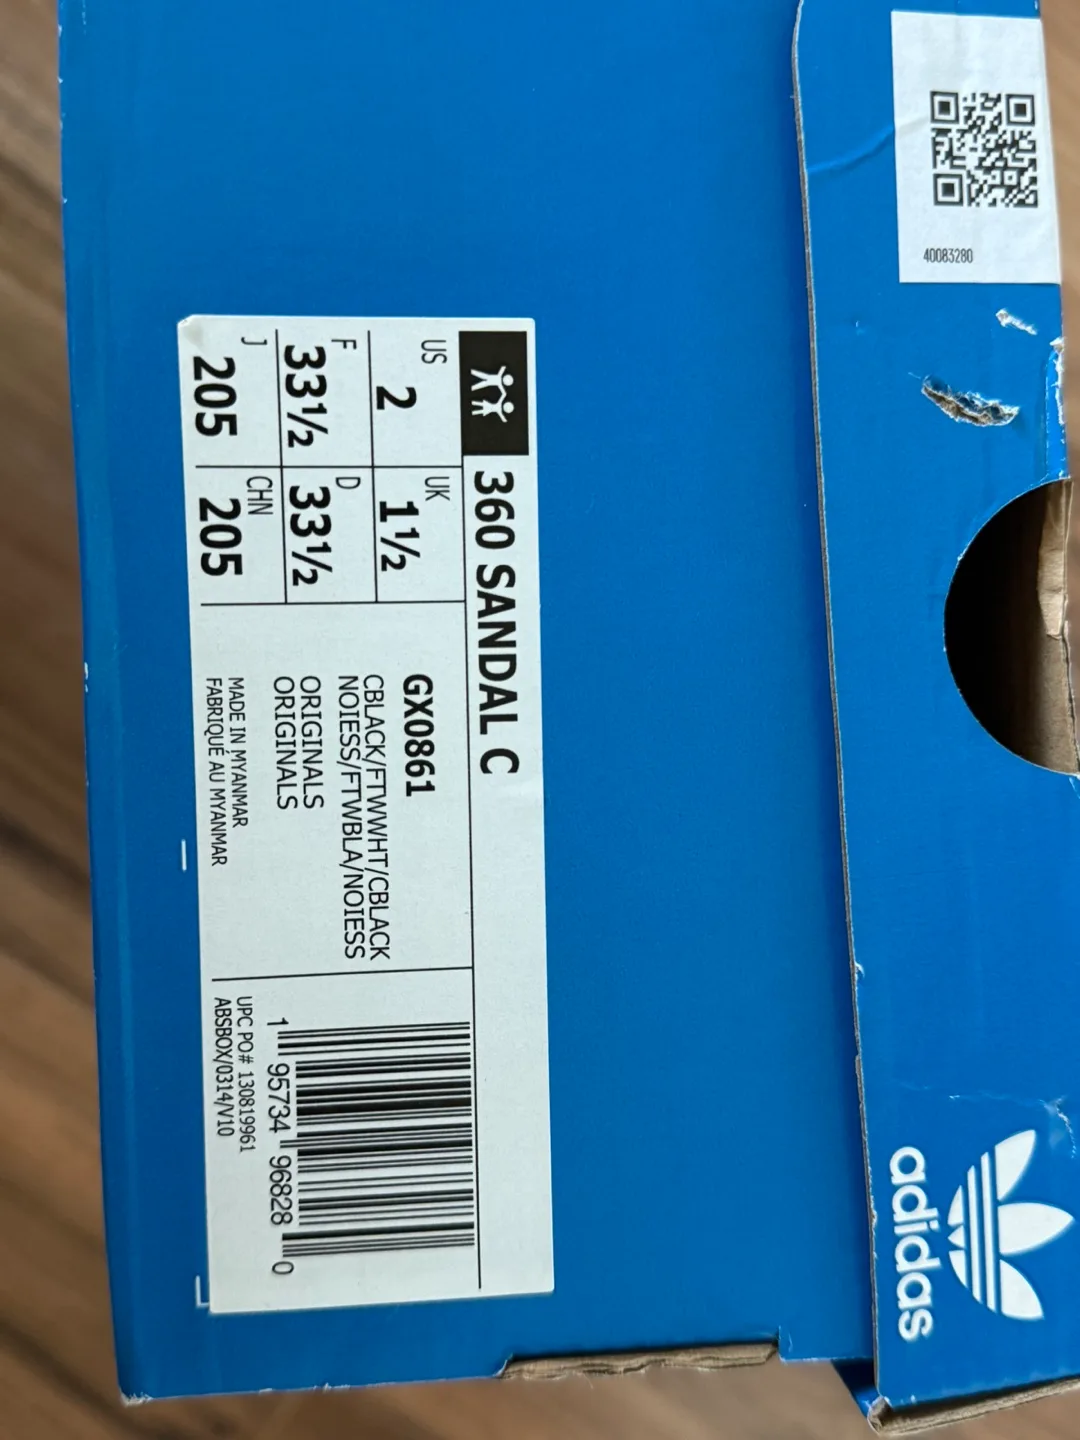 40083280
adidas
360 SANDAL C
US
2
UK
1½
F
33½
D
33½
J
205
CHN
205
GX0861
CBLACK/FTWWHT/CBLACK
NOIESS/FTWBLA/NOIESS
ORIGINALS
ORIGINALS
MADE IN MYANMAR
FABRIQUÉ AU MYANMAR
1 95734 96828 0
UPC PO# 130819961
ABSBOX/0314/V10